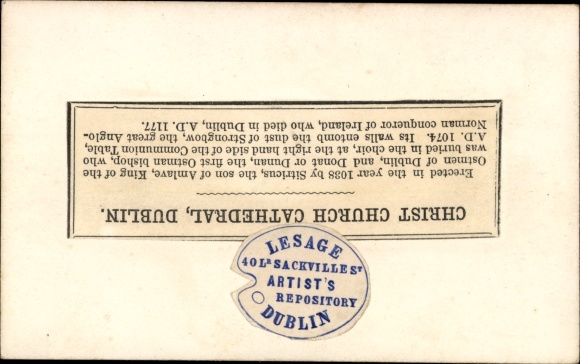 CHRIST CHURCH CATHEDRAL, DUBLIN.
Erected in the year 1038 by Sitricus, the son of Amlave, King of the
Ostmen of Dublin, and Donat or Dunan, the first Ostman bishop, who
was buried in the choir, at the right hand side of the Communion Table,
A.D. 1074. Its walls entomb the dust of Strongbow, the great Anglo-
Norman conqueror of Ireland, who died in Dublin, A.D. 1177.
LESAGE
40 LR SACKVILLE ST
ARTIST'S
REPOSITORY
DUBLIN